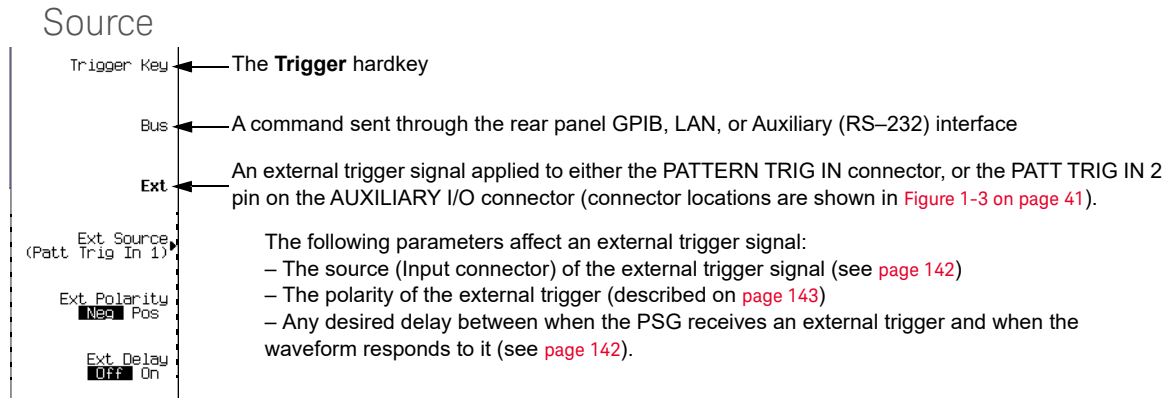 Source
Trigger Key
The Trigger hardkey
Bus
A command sent through the rear panel GPIB, LAN, or Auxiliary (RS–232) interface
Ext
An external trigger signal applied to either the PATTERN TRIG IN connector, or the PATT TRIG IN 2
pin on the AUXILIARY I/O connector (connector locations are shown in Figure 1-3 on page 41).
Ext Source
(Patt Trig In 1)
The following parameters affect an external trigger signal:
– The source (Input connector) of the external trigger signal (see page 142)
Ext Polarity
Neg Pos
– The polarity of the external trigger (described on page 143)
– Any desired delay between when the PSG receives an external trigger and when the
waveform responds to it (see page 142).
Ext Delay
Off On